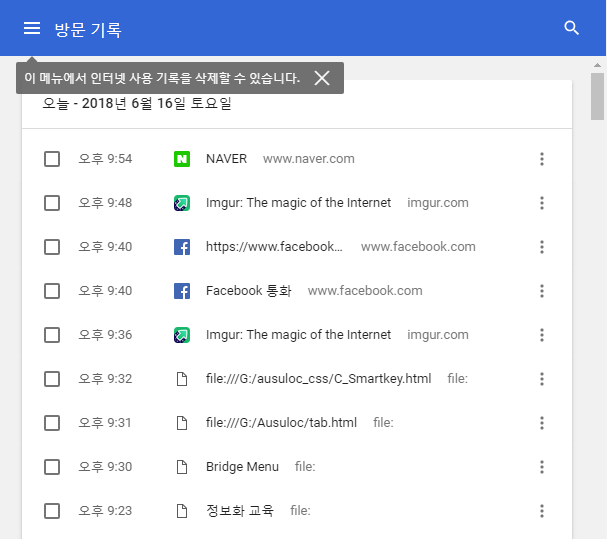 방문 기록
이 메뉴에서 인터넷 사용 기록을 삭제할 수 있습니다.
오늘 - 2018년 6월 16일 토요일
오후 9:54 NAVER www.naver.com
오후 9:48 Imgur: The magic of the Internet imgur.com
오후 9:40 https://www.facebook… www.facebook.com
오후 9:40 Facebook 통화 www.facebook.com
오후 9:36 Imgur: The magic of the Internet imgur.com
오후 9:32 file:///G:/ausuloc_css/C_Smartkey.html file:
오후 9:31 file:///G:/Ausuloc/tab.html file:
오후 9:30 Bridge Menu file:
오후 9:23 정보화 교육 file: